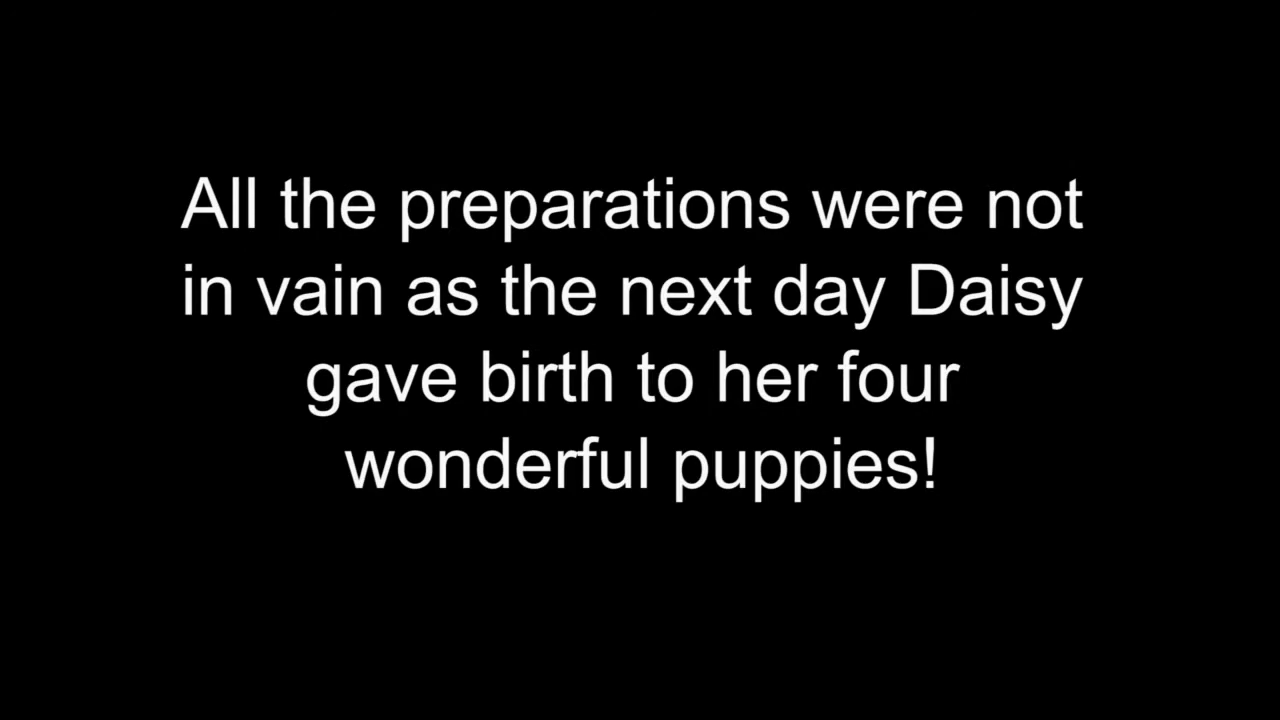 All the preparations were not
in vain as the next day Daisy
gave birth to her four
wonderful puppies!